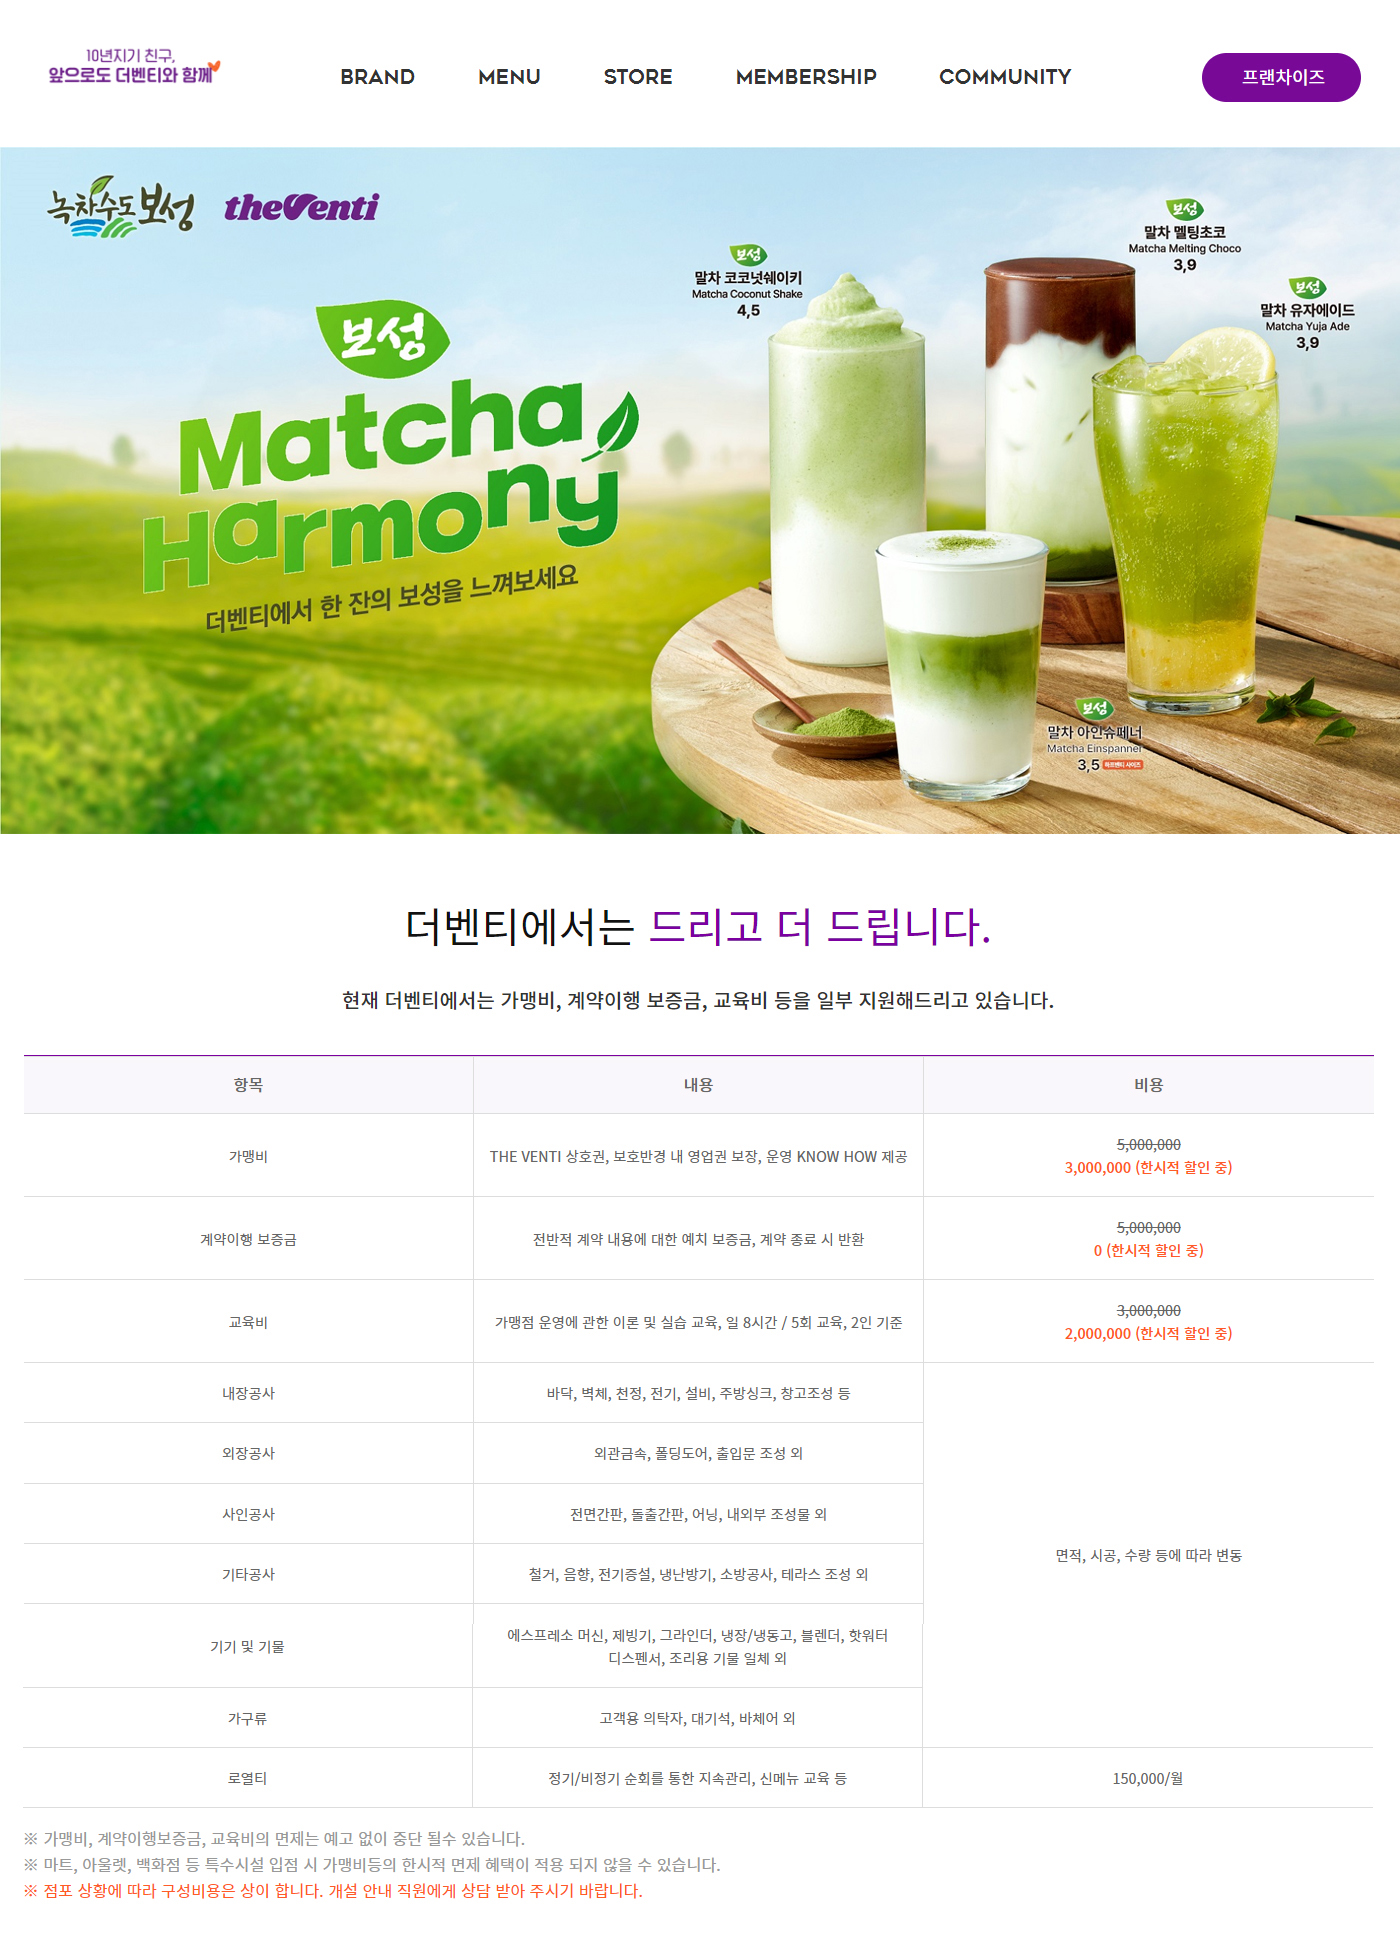 10년지기 친구,
앞으로도 더벤티와 함께
BRAND
MENU
STORE
MEMBERSHIP
COMMUNITY
프랜차이즈
녹차수도보성
theVenti
보성
Matcha
Harmony
더벤티에서 한 잔의 보성을 느껴보세요
보성
말차 코코넛쉐이키
Matcha Coconut Shake
4,5
보성
말차 멜팅초코
Matcha Melting Choco
3,9
보성
말차 유자에이드
Matcha Yuja Ade
3,9
보성
말차 아인슈페너
Matcha Einspanner
3,5 하프벤티 사이즈
더벤티에서는 드리고 더 드립니다.
현재 더벤티에서는 가맹비, 계약이행 보증금, 교육비 등을 일부 지원해드리고 있습니다.
항목
내용
비용
가맹비
THE VENTI 상호권, 보호반경 내 영업권 보장, 운영 KNOW HOW 제공
5,000,000
3,000,000 (한시적 할인 중)
계약이행 보증금
전반적 계약 내용에 대한 예치 보증금, 계약 종료 시 반환
5,000,000
0 (한시적 할인 중)
교육비
가맹점 운영에 관한 이론 및 실습 교육, 일 8시간 / 5회 교육, 2인 기준
3,000,000
2,000,000 (한시적 할인 중)
내장공사
바닥, 벽체, 천정, 전기, 설비, 주방싱크, 창고조성 등
외장공사
외관금속, 폴딩도어, 출입문 조성 외
사인공사
전면간판, 돌출간판, 어닝, 내외부 조성물 외
기타공사
철거, 음향, 전기증설, 냉난방기, 소방공사, 테라스 조성 외
면적, 시공, 수량 등에 따라 변동
기기 및 기물
에스프레소 머신, 제빙기, 그라인더, 냉장/냉동고, 블렌더, 핫워터
디스펜서, 조리용 기물 일체 외
가구류
고객용 의탁자, 대기석, 바체어 외
로열티
정기/비정기 순회를 통한 지속관리, 신메뉴 교육 등
150,000/월
※ 가맹비, 계약이행보증금, 교육비의 면제는 예고 없이 중단 될수 있습니다.
※ 마트, 아울렛, 백화점 등 특수시설 입점 시 가맹비등의 한시적 면제 혜택이 적용 되지 않을 수 있습니다.
※ 점포 상황에 따라 구성비용은 상이 합니다. 개설 안내 직원에게 상담 받아 주시기 바랍니다.